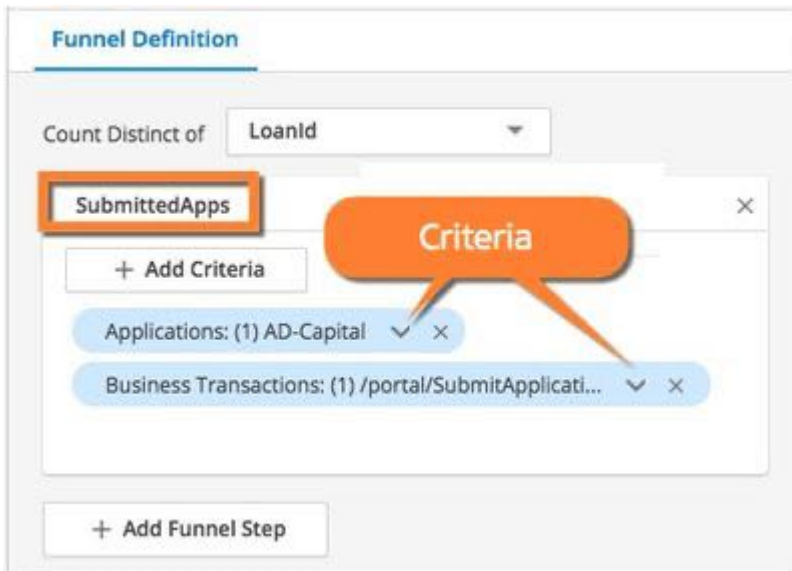 Funnel Definition
Count Distinct of LoanId
SubmittedApps
Criteria
+ Add Criteria
Applications: (1) AD-Capital
Business Transactions: (1) /portal/SubmitApplicati...
+ Add Funnel Step